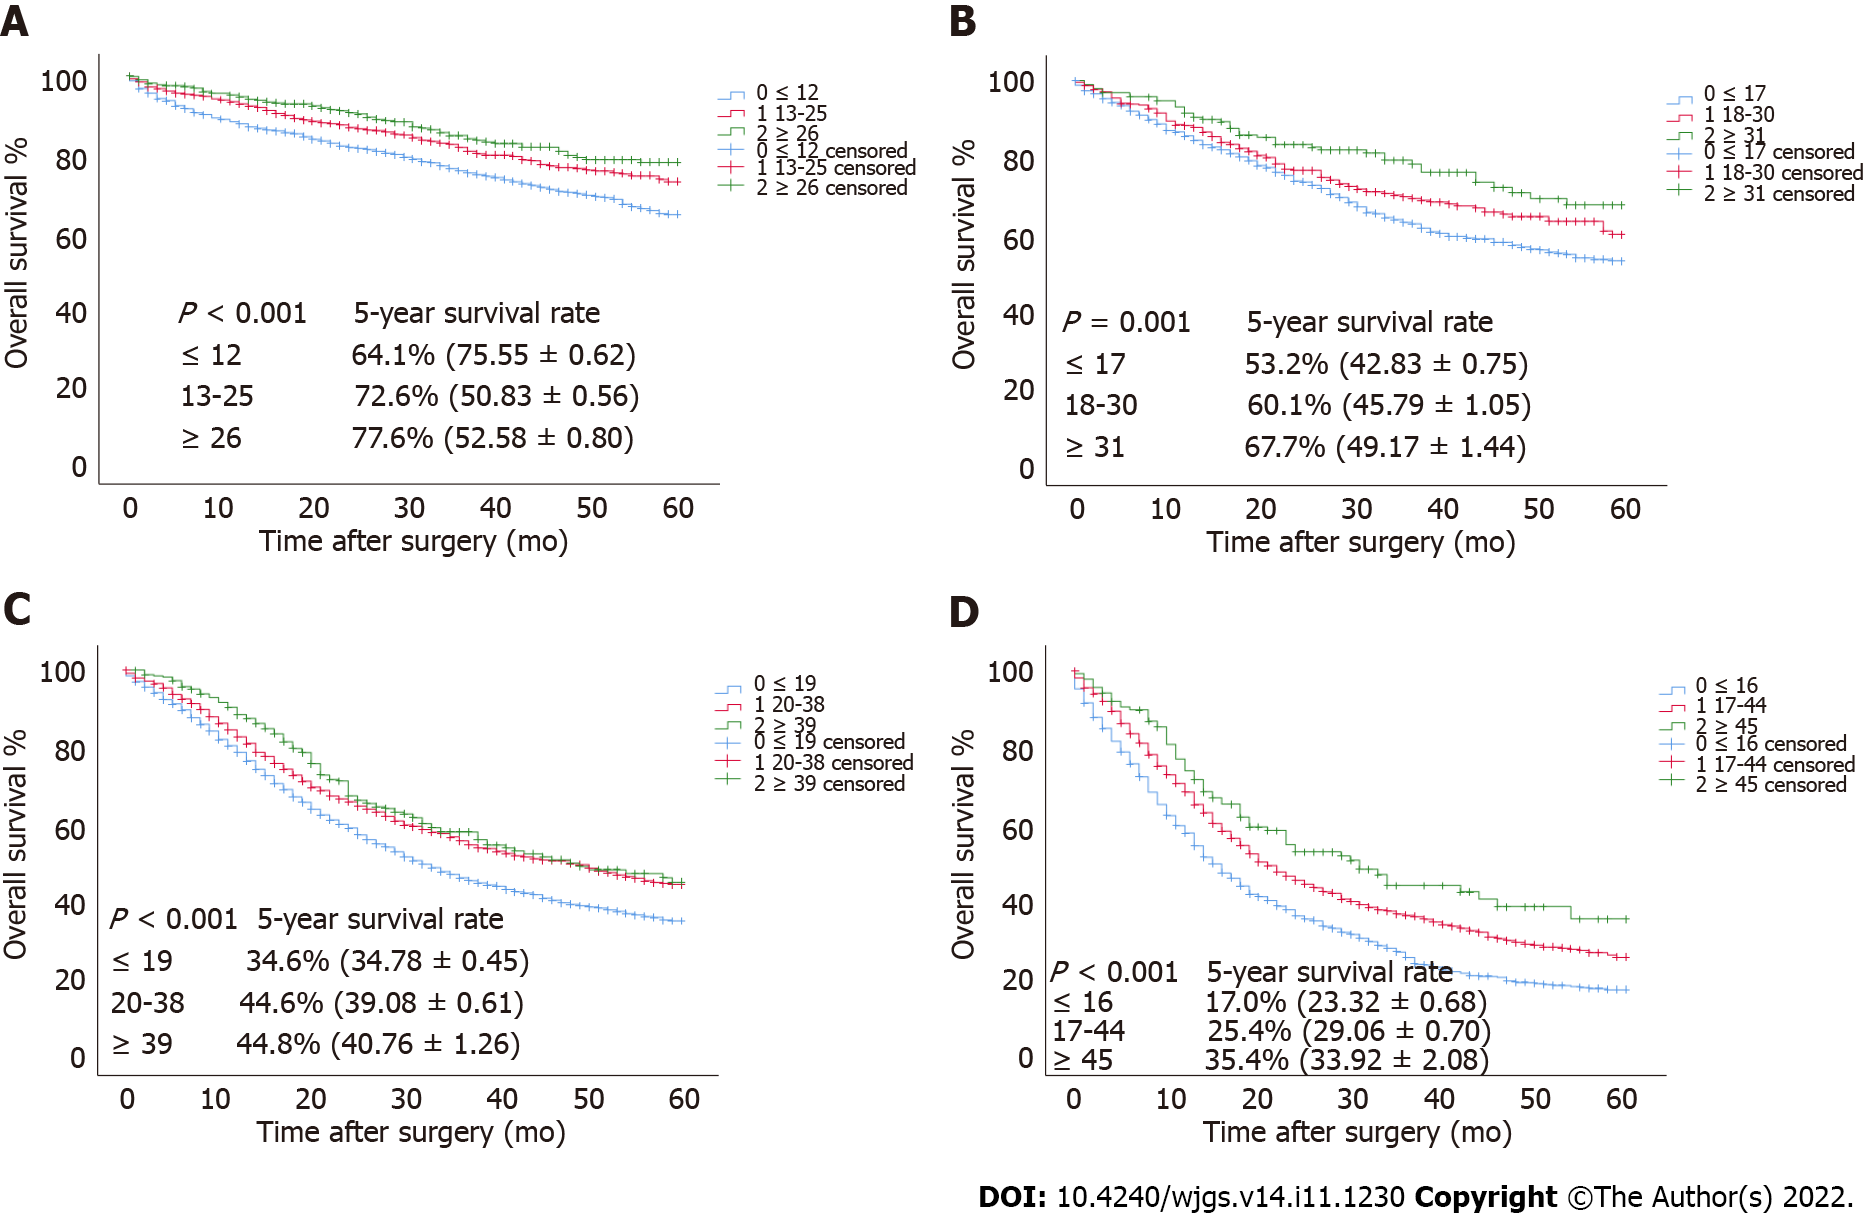 A
Overall survival %
100
80
60
40
20
0
0 ≤ 12
1 13-25
2 ≥ 26
0 ≤ 12 censored
1 13-25 censored
2 ≥ 26 censored
P < 0.001 5-year survival rate
≤ 12 64.1% (75.55 ± 0.62)
13-25 72.6% (50.83 ± 0.56)
≥ 26 77.6% (52.58 ± 0.80)
0 10 20 30 40 50 60
Time after surgery (mo)
B
Overall survival %
100
80
60
40
20
0
0 ≤ 17
1 18-30
2 ≥ 31
0 ≤ 17 censored
1 18-30 censored
2 ≥ 31 censored
P = 0.001 5-year survival rate
≤ 17 53.2% (42.83 ± 0.75)
18-30 60.1% (45.79 ± 1.05)
≥ 31 67.7% (49.17 ± 1.44)
0 10 20 30 40 50 60
Time after surgery (mo)
C
Overall survival %
100
80
60
40
20
0
0 ≤ 19
1 20-38
2 ≥ 39
0 ≤ 19 censored
1 20-38 censored
2 ≥ 39 censored
P < 0.001 5-year survival rate
≤ 19 34.6% (34.78 ± 0.45)
20-38 44.6% (39.08 ± 0.61)
≥ 39 44.8% (40.76 ± 1.26)
0 10 20 30 40 50 60
Time after surgery (mo)
D
Overall survival %
100
80
60
40
20
0
0 ≤ 16
1 17-44
2 ≥ 45
0 ≤ 16 censored
1 17-44 censored
2 ≥ 45 censored
P < 0.001 5-year survival rate
≤ 16 17.0% (23.32 ± 0.68)
17-44 25.4% (29.06 ± 0.70)
≥ 45 35.4% (33.92 ± 2.08)
0 10 20 30 40 50 60
Time after surgery (mo)
DOI: 10.4240/wjgs.v14.i11.1230 Copyright ©The Author(s) 2022.